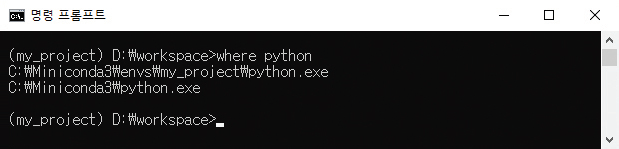 명령 프롬프트
(my_project) D:₩workspace>where python
C:₩Miniconda3₩envs₩my_project₩python.exe
C:₩Miniconda3₩python.exe
(my_project) D:₩workspace>